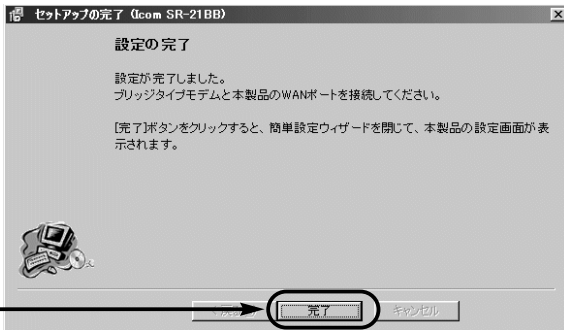 セットアップの完了 (Icom SR-21BB)
設定の完了
設定が完了しました。
ブリッジタイプモデムと本製品のWANポートを接続してください。
[完了]ボタンをクリックすると、簡単設定ウィザードを閉じて、本製品の設定画面が表
示されます。
完了
キャンセル